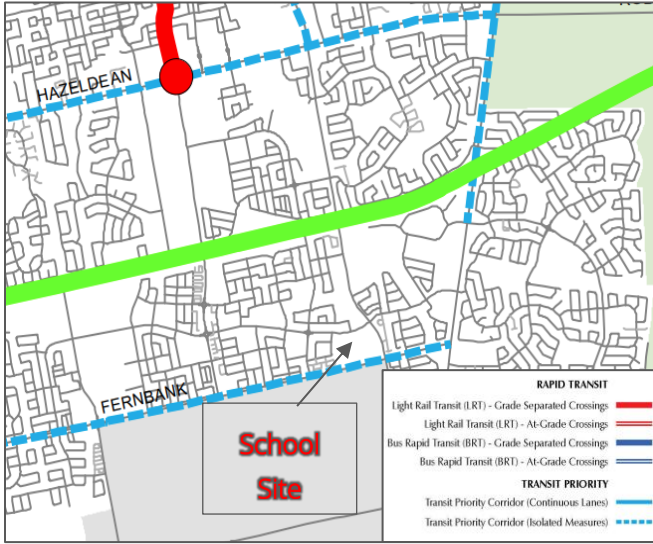 HAZELDEAN
FERNBANK
School
Site
RAPID TRANSIT
Light Rail Transit (LRT) - Grade Separated Crossings
Light Rail Transit (LRT) - At-Grade Crossings
Bus Rapid Transit (BRT) - Grade Separated Crossings
Bus Rapid Transit (BRT) - At-Grade Crossings
TRANSIT PRIORITY
Transit Priority Corridor (Continuous Lanes)
Transit Priority Corridor (Isolated Measures)